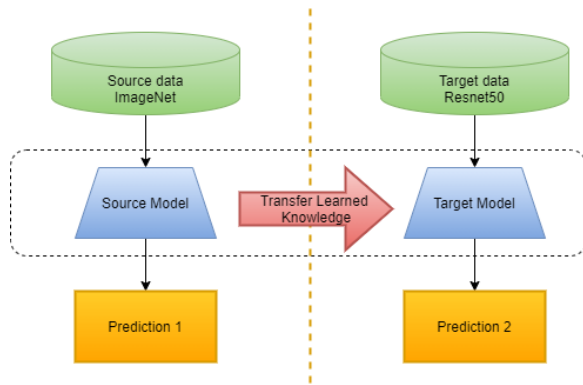 Source data
ImageNet
Target data
Resnet50
Source Model
Transfer Learned
Knowledge
Target Model
Prediction 1
Prediction 2